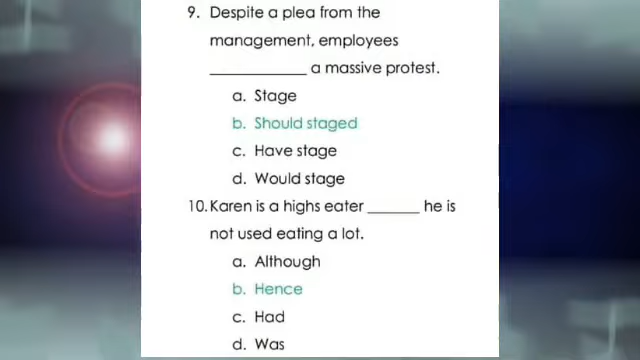 9. Despite a plea from the
management, employees
____________ a massive protest.
a. Stage
b. Should staged
c. Have stage
d. Would stage
10. Karen is a highs eater ______ he is
not used eating a lot.
a. Although
b. Hence
c. Had
d. Was